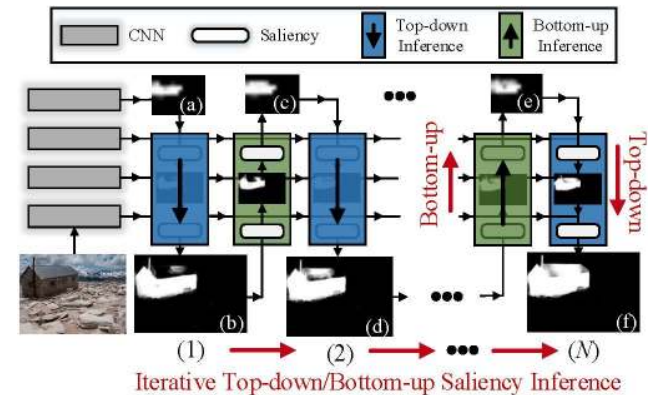 CNN Saliency Top-down Inference Bottom-up Inference
(a) (c) (e)
Bottom-up
Top-down
(b) (d) (f)
(1) (2) (N)
Iterative Top-down/Bottom-up Saliency Inference